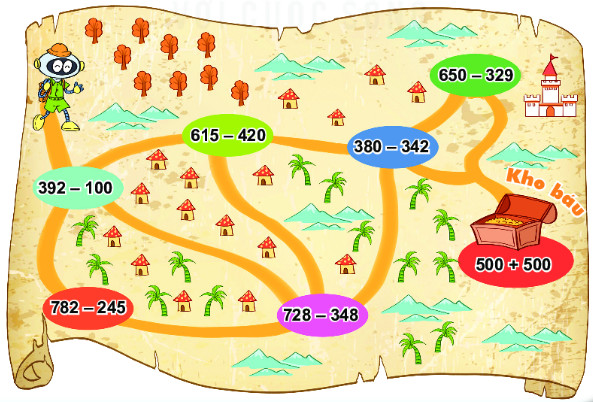 650 – 329
615 – 420
380 – 342
392 – 100
Kho báu
500 + 500
782 – 245
728 – 348